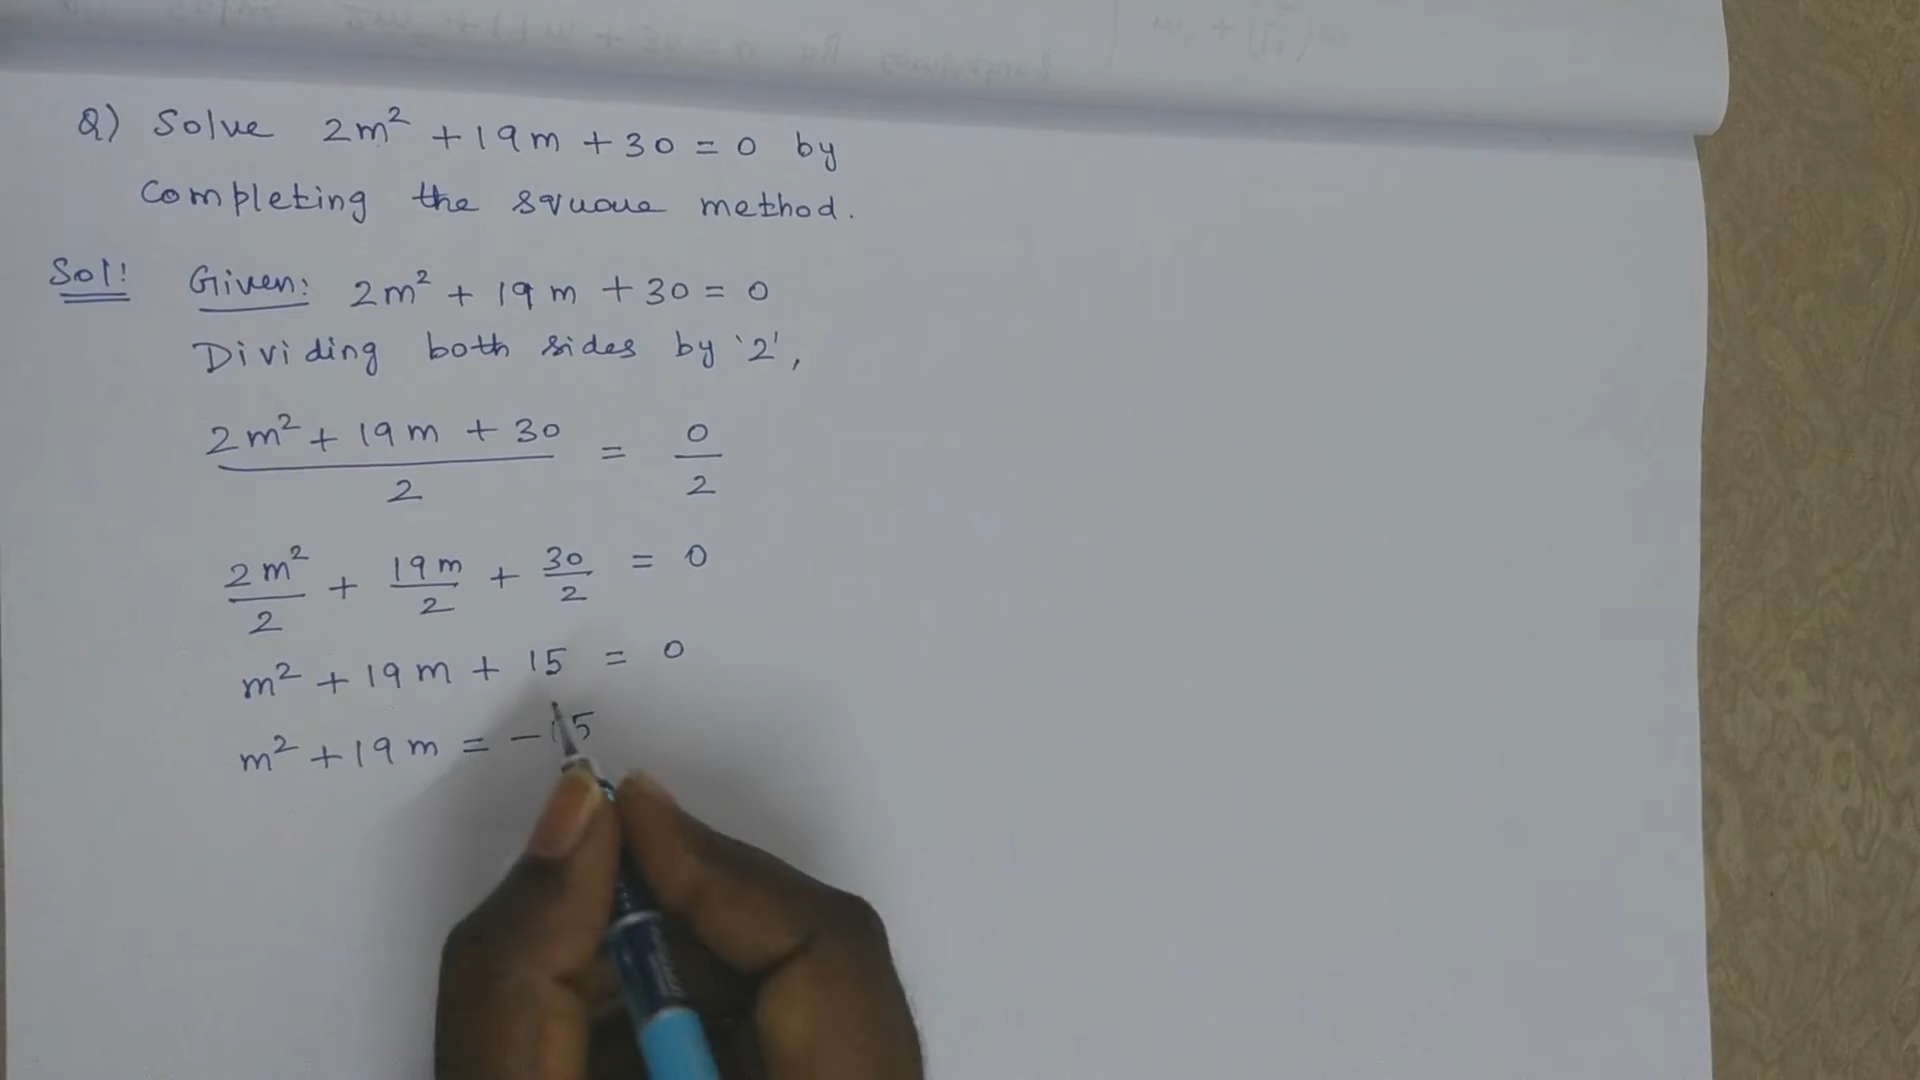 Q) Solve 2m² + 19m + 30 = 0 by
completing the square method.
Sol: Given: 2m² + 19m + 30 = 0
Dividing both sides by '2',
2m² + 19m + 30 / 2 = 0 / 2
2m²/2 + 19m/2 + 30/2 = 0
m² + 19m + 15 = 0
m² + 19m = -15